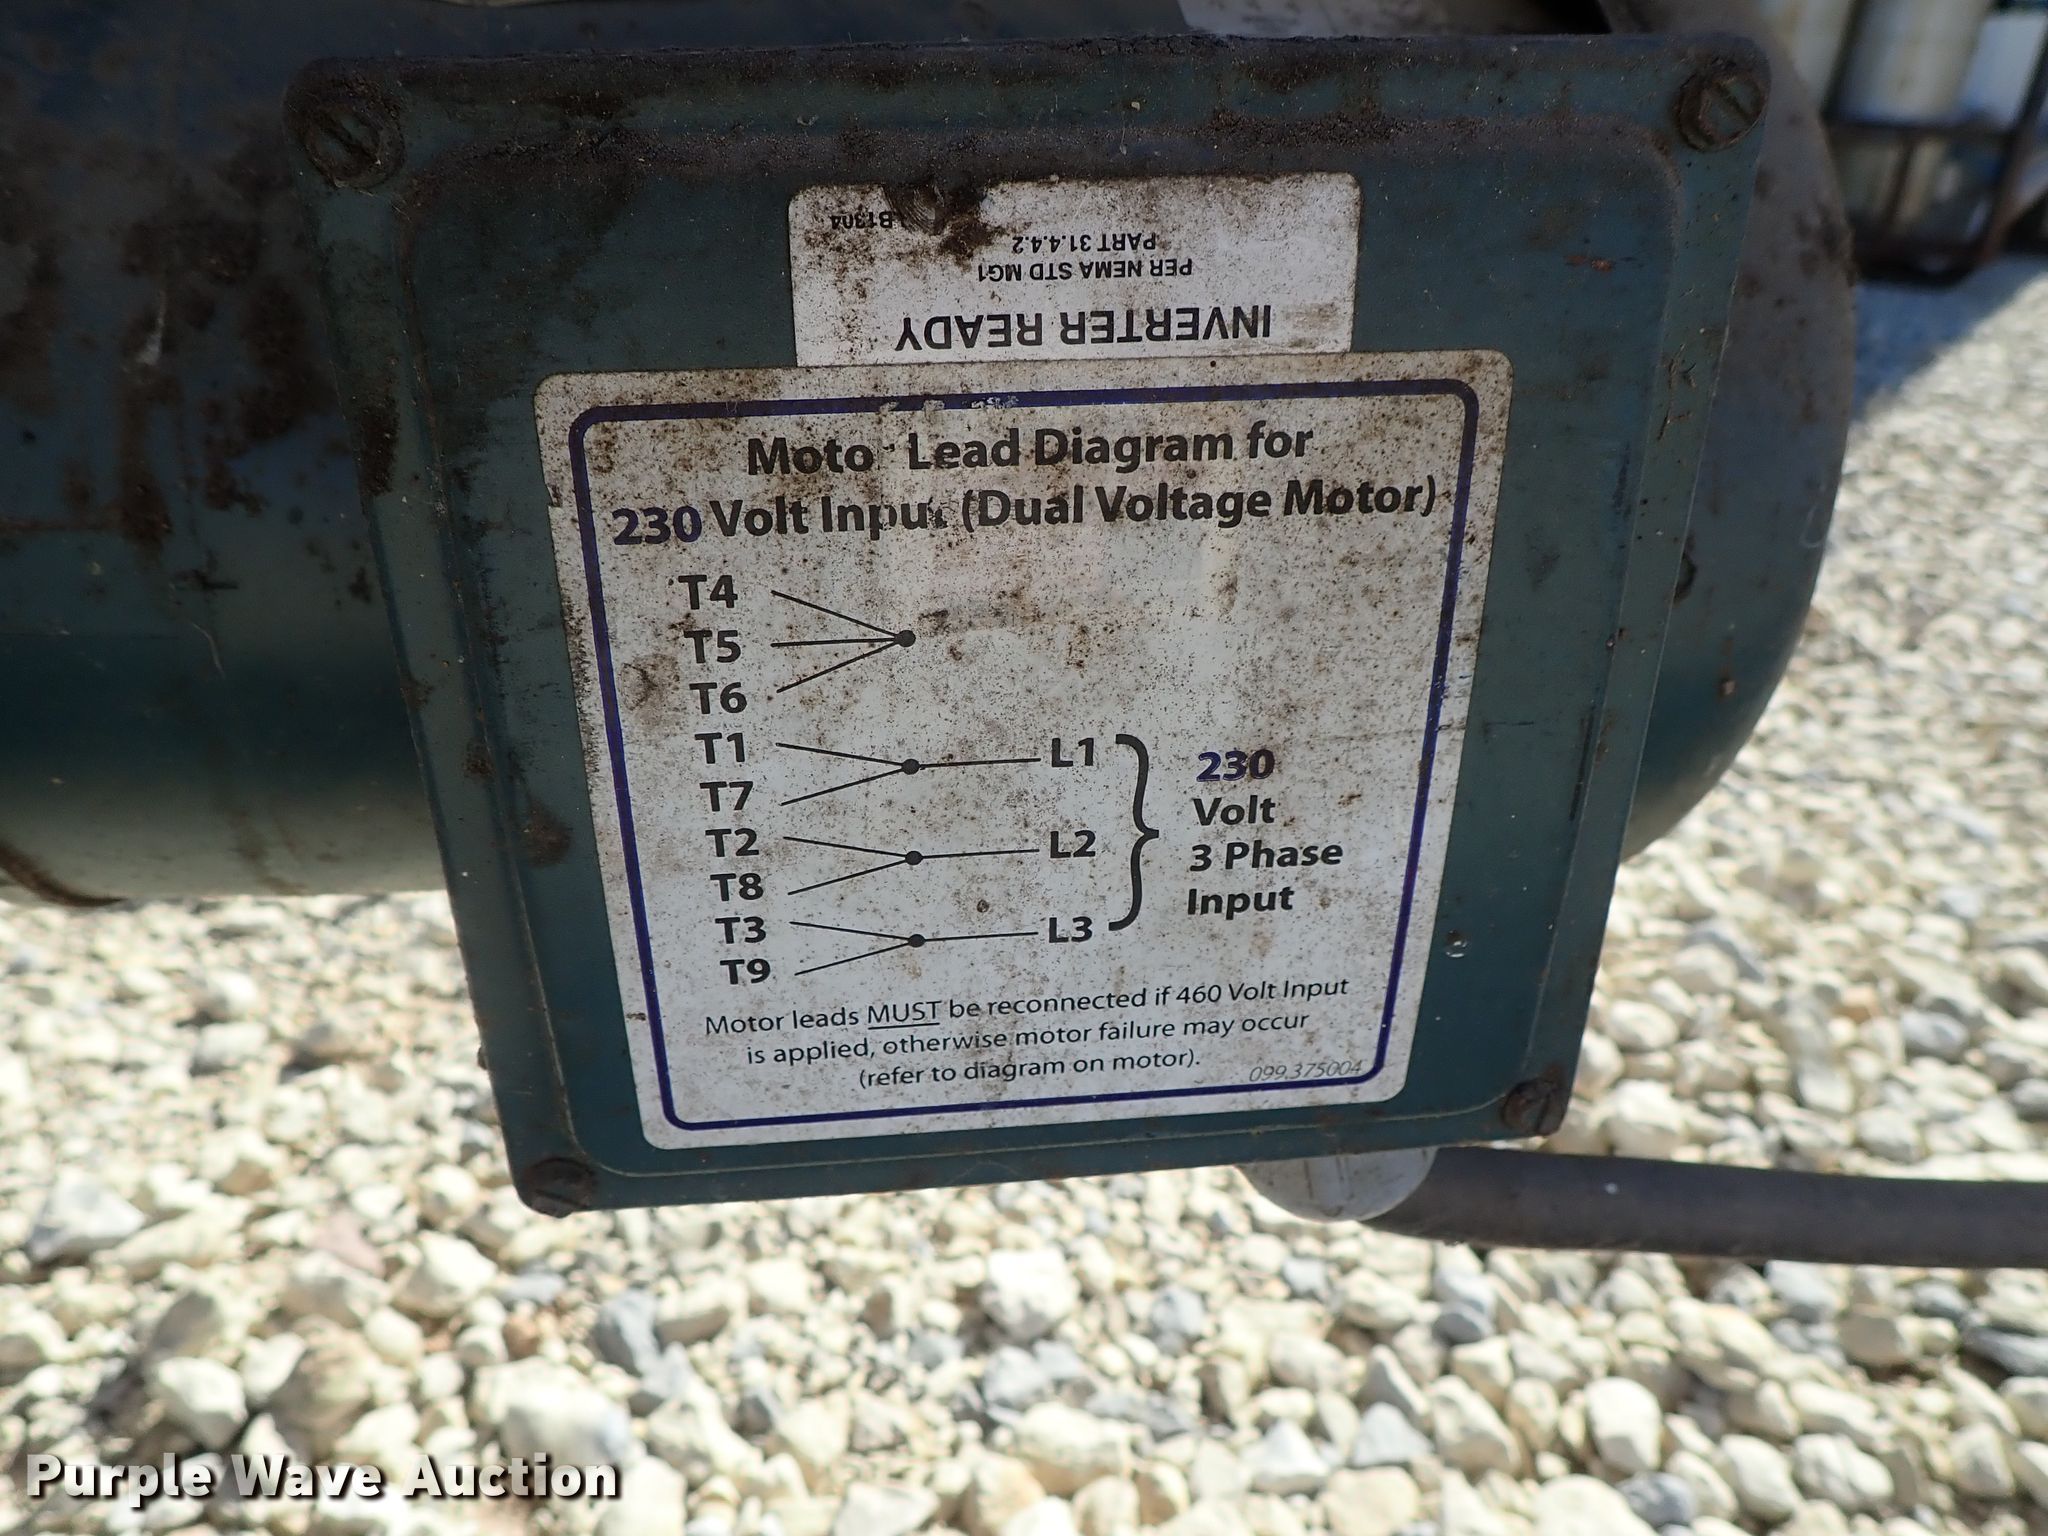 INVERTER READY
PER NEMA STD MG1
PART 31.4.4.2
Moto Lead Diagram for
230 Volt Input (Dual Voltage Motor)
T4
T5
T6
T1
T7
T2
T8
T3
T9
L1
L2
L3
230
Volt
3 Phase
Input
Motor leads MUST be reconnected if 460 Volt Input
is applied, otherwise motor failure may occur
(refer to diagram on motor).
099.375004
Purple Wave Auction